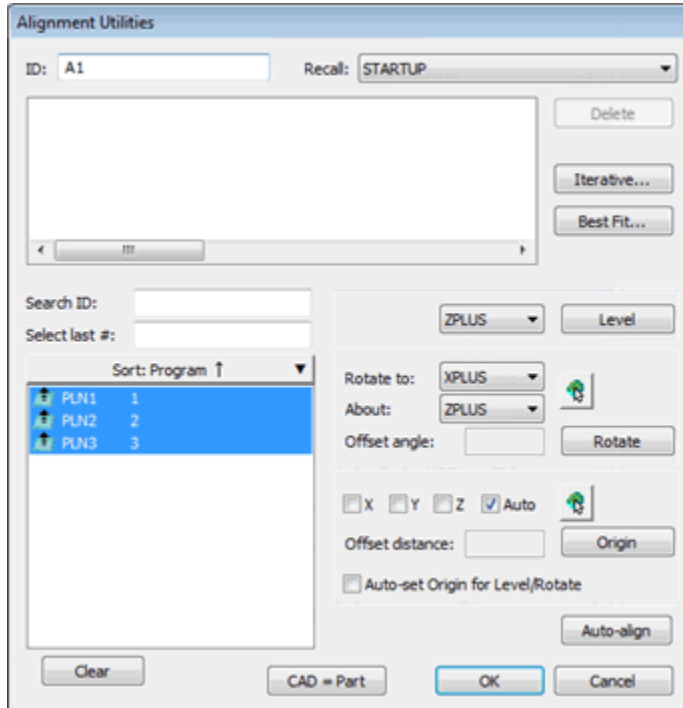 Alignment Utilities
ID: A1 Recall: STARTUP
Delete
Iterative...
Best Fit...
Search ID:
Select last #:
ZPLUS Level
Sort: Program ↑
PLN1 1
PLN2 2
PLN3 3
Rotate to: XPLUS
About: ZPLUS
Offset angle: Rotate
X Y Z Auto
Offset distance: Origin
Auto-set Origin for Level/Rotate
Auto-align
Clear CAD = Part OK Cancel